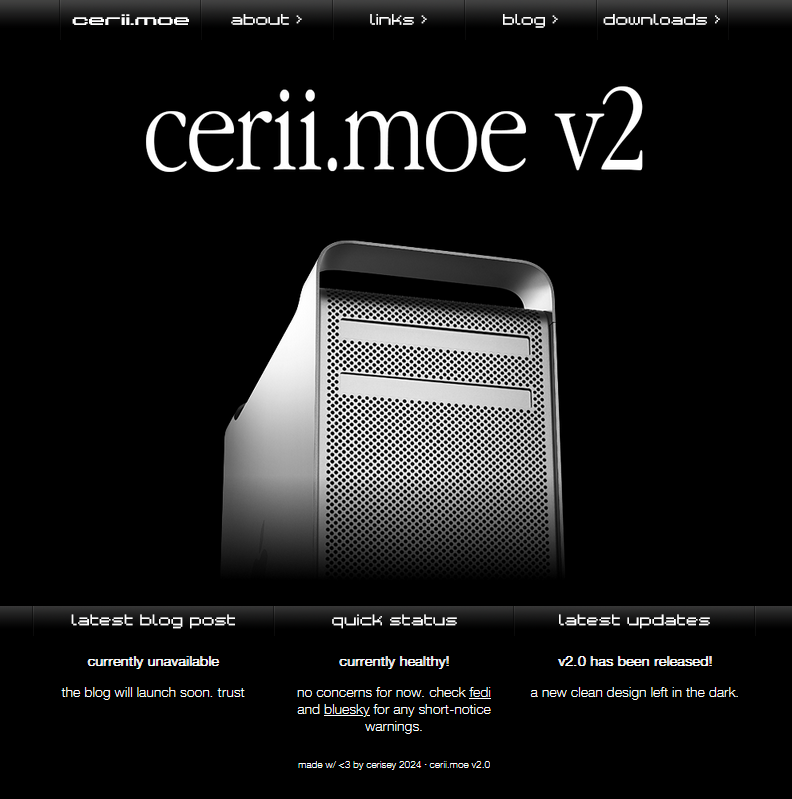 cerii.moe about > links > blog > downloads >
cerii.moe v2
latest blog post quick status latest updates
currently unavailable currently healthy! v2.0 has been released!
the blog will launch soon. trust no concerns for now. check fedi a new clean design left in the dark.
and bluesky for any short-notice
warnings.
made w/ <3 by cerisey 2024 · cerii.moe v2.0